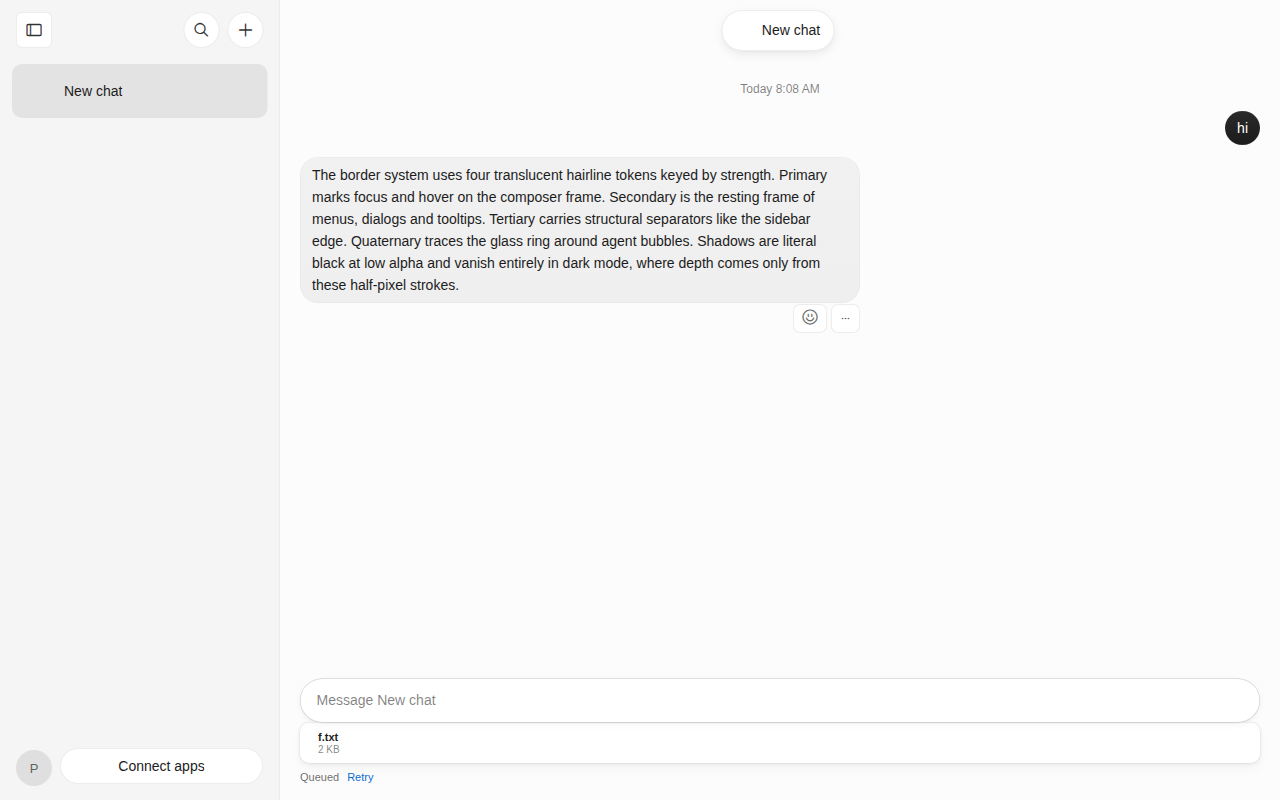 New chat
New chat
Today 8:08 AM
hi
The border system uses four translucent hairline tokens keyed by strength. Primary
marks focus and hover on the composer frame. Secondary is the resting frame of
menus, dialogs and tooltips. Tertiary carries structural separators like the sidebar
edge. Quaternary traces the glass ring around agent bubbles. Shadows are literal
black at low alpha and vanish entirely in dark mode, where depth comes only from
these half-pixel strokes.
Message New chat
f.txt
2 KB
Queued Retry
P
Connect apps